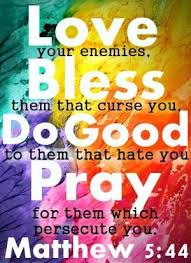 Love
your enemies,
Bless
them that curse you,
Do Good
to them that hate you
Pray
for them which
persecute you.
Matthew 5:44